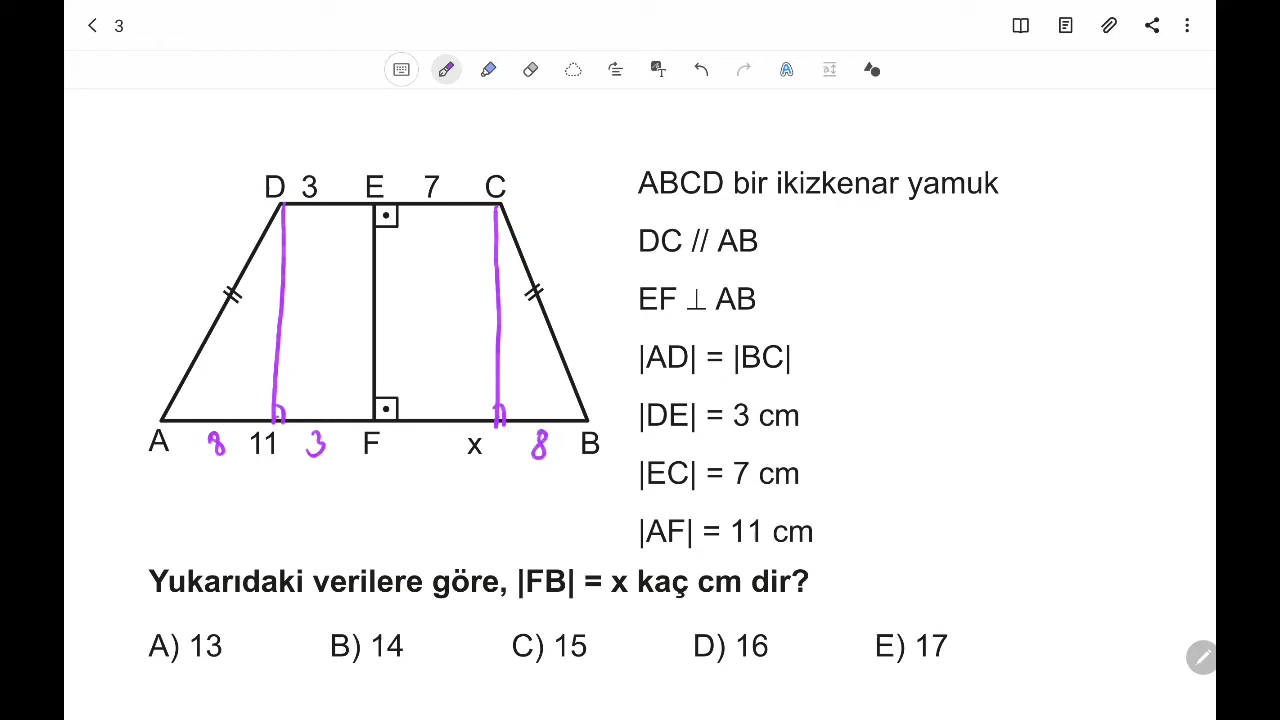 3
D 3 E 7 C
A 8 11 3 F x 8 B
ABCD bir ikizkenar yamuk
DC // AB
EF ⊥ AB
|AD| = |BC|
|DE| = 3 cm
|EC| = 7 cm
|AF| = 11 cm
Yukarıdaki verilere göre, |FB| = x kaç cm dir?
A) 13 B) 14 C) 15 D) 16 E) 17